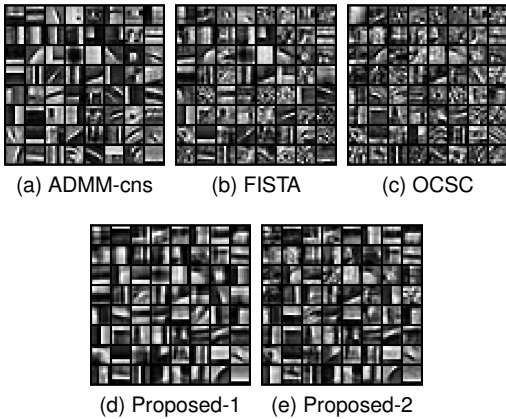 (a) ADMM-cns
(b) FISTA
(c) OCSC
(d) Proposed-1
(e) Proposed-2